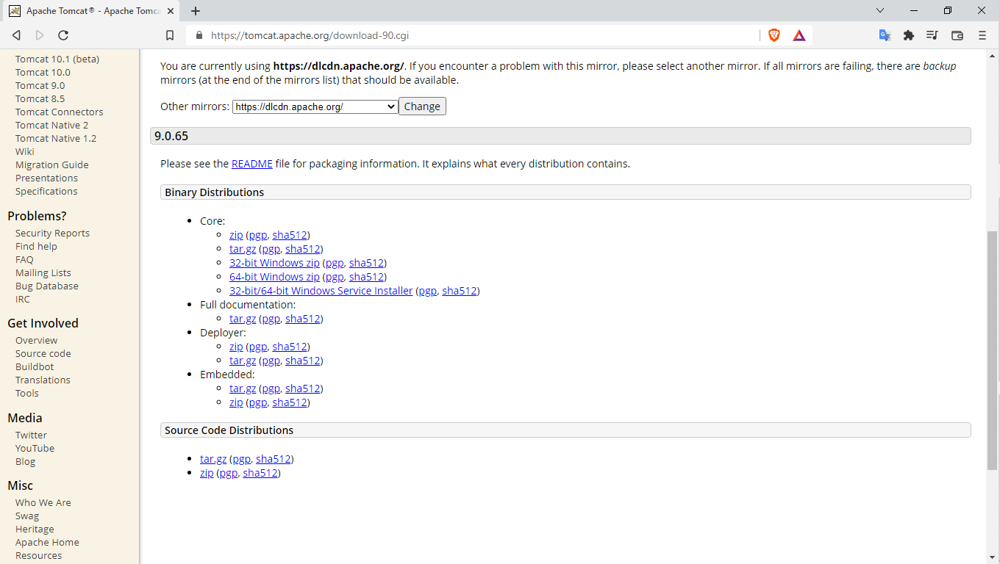 Apache Tomcat® - Apache Tomca
https://tomcat.apache.org/download-90.cgi
Tomcat 10.1 (beta)
Tomcat 10.0
Tomcat 9.0
Tomcat 8.5
Tomcat Connectors
Tomcat Native 2
Tomcat Native 1.2
Wiki
Migration Guide
Presentations
Specifications
Problems?
Security Reports
Find help
FAQ
Mailing Lists
Bug Database
IRC
Get Involved
Overview
Source code
Buildbot
Translations
Tools
Media
Twitter
YouTube
Blog
Misc
Who We Are
Swag
Heritage
Apache Home
Resources
You are currently using https://dlcdn.apache.org/. If you encounter a problem with this mirror, please select another mirror. If all mirrors are failing, there are backup
mirrors (at the end of the mirrors list) that should be available.
Other mirrors: https://dlcdn.apache.org/ Change
9.0.65
Please see the README file for packaging information. It explains what every distribution contains.
Binary Distributions
Core:
zip (pgp, sha512)
tar.gz (pgp, sha512)
32-bit Windows zip (pgp, sha512)
64-bit Windows zip (pgp, sha512)
32-bit/64-bit Windows Service Installer (pgp, sha512)
Full documentation:
tar.gz (pgp, sha512)
Deployer:
zip (pgp, sha512)
tar.gz (pgp, sha512)
Embedded:
tar.gz (pgp, sha512)
zip (pgp, sha512)
Source Code Distributions
tar.gz (pgp, sha512)
zip (pgp, sha512)